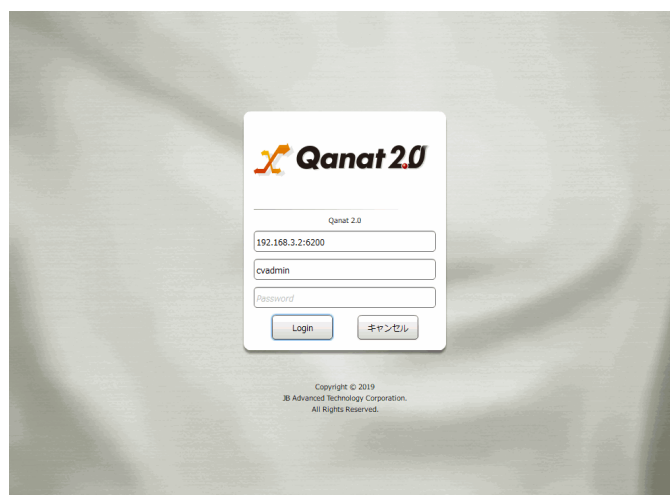 Qanat 2.0
Qanat 2.0
192.168.3.2:6200
cvadmin
Password
Login キャンセル
Copyright © 2019
JB Advanced Technology Corporation.
All Rights Reserved.